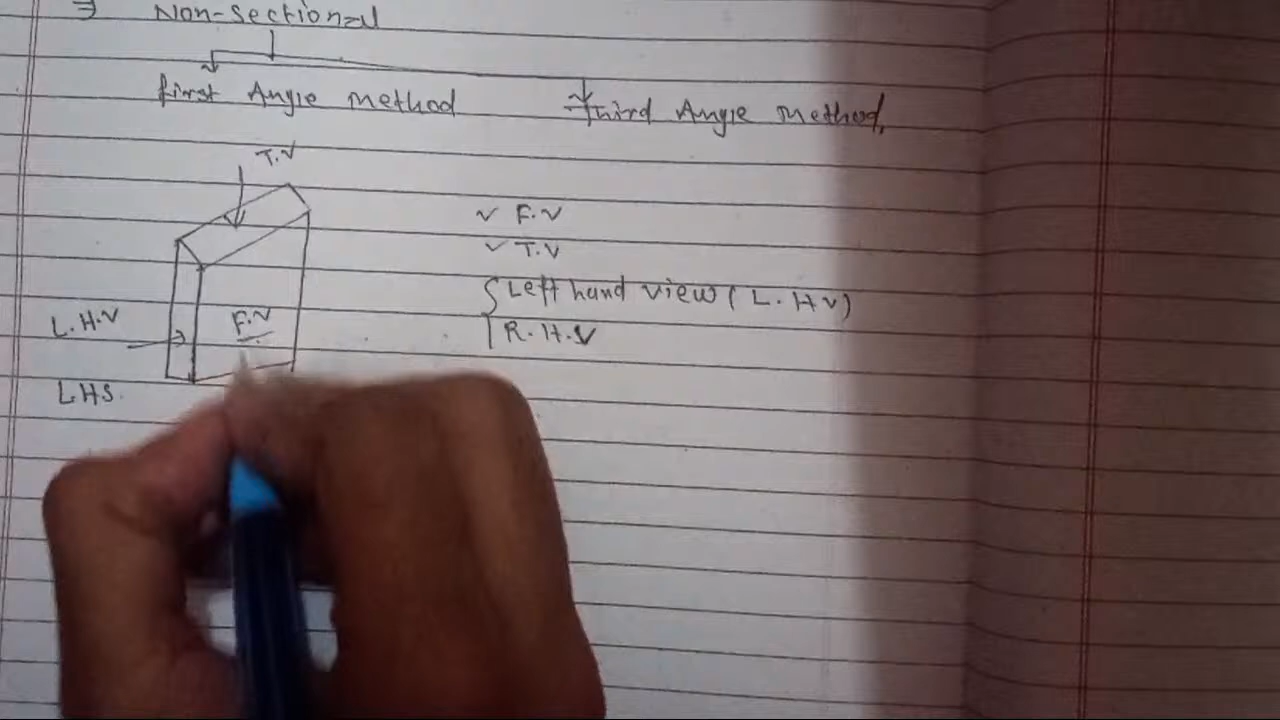 ⇒ Non-Sectional
First Angle method Third Angle method,
T.V
✓ F.V
✓ T.V
Left hand view ( L.H.V)
L.H.V F.V R.H.V
LHS.